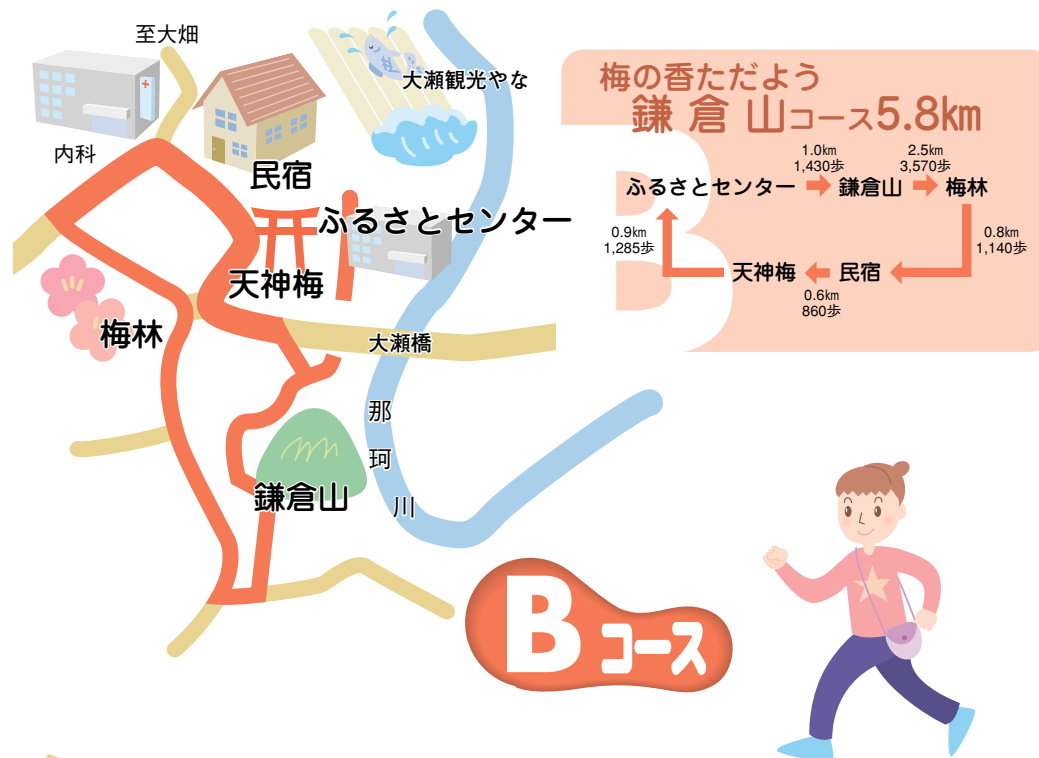 至大畑
内科
民宿
大瀬観光やな
ふるさとセンター
天神梅
梅林
大瀬橋
那
珂
川
鎌倉山
B コース
梅の香ただよう
鎌倉山コース5.8㎞
1.0㎞
1,430歩
2.5㎞
3,570歩
ふるさとセンター
鎌倉山
梅林
0.9㎞
1,285歩
0.8㎞
1,140歩
天神梅
民宿
0.6㎞
860歩